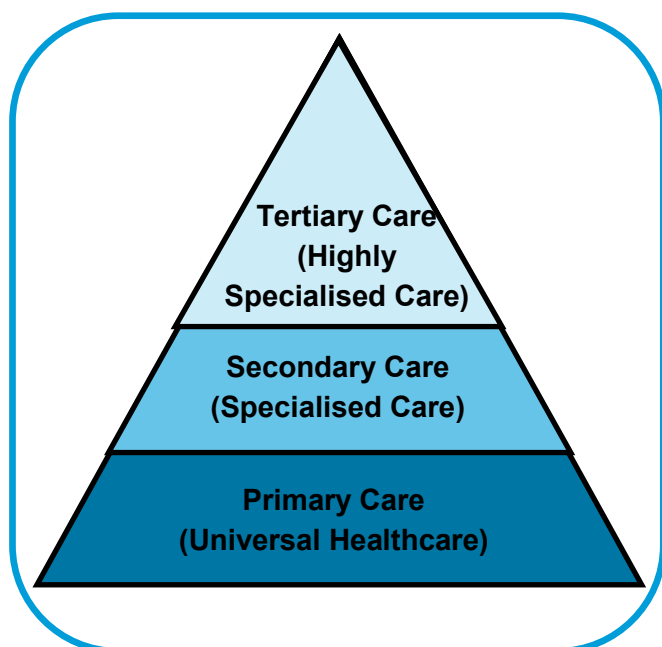 Tertiary Care
(Highly
Specialised Care)
Secondary Care
(Specialised Care)
Primary Care
(Universal Healthcare)